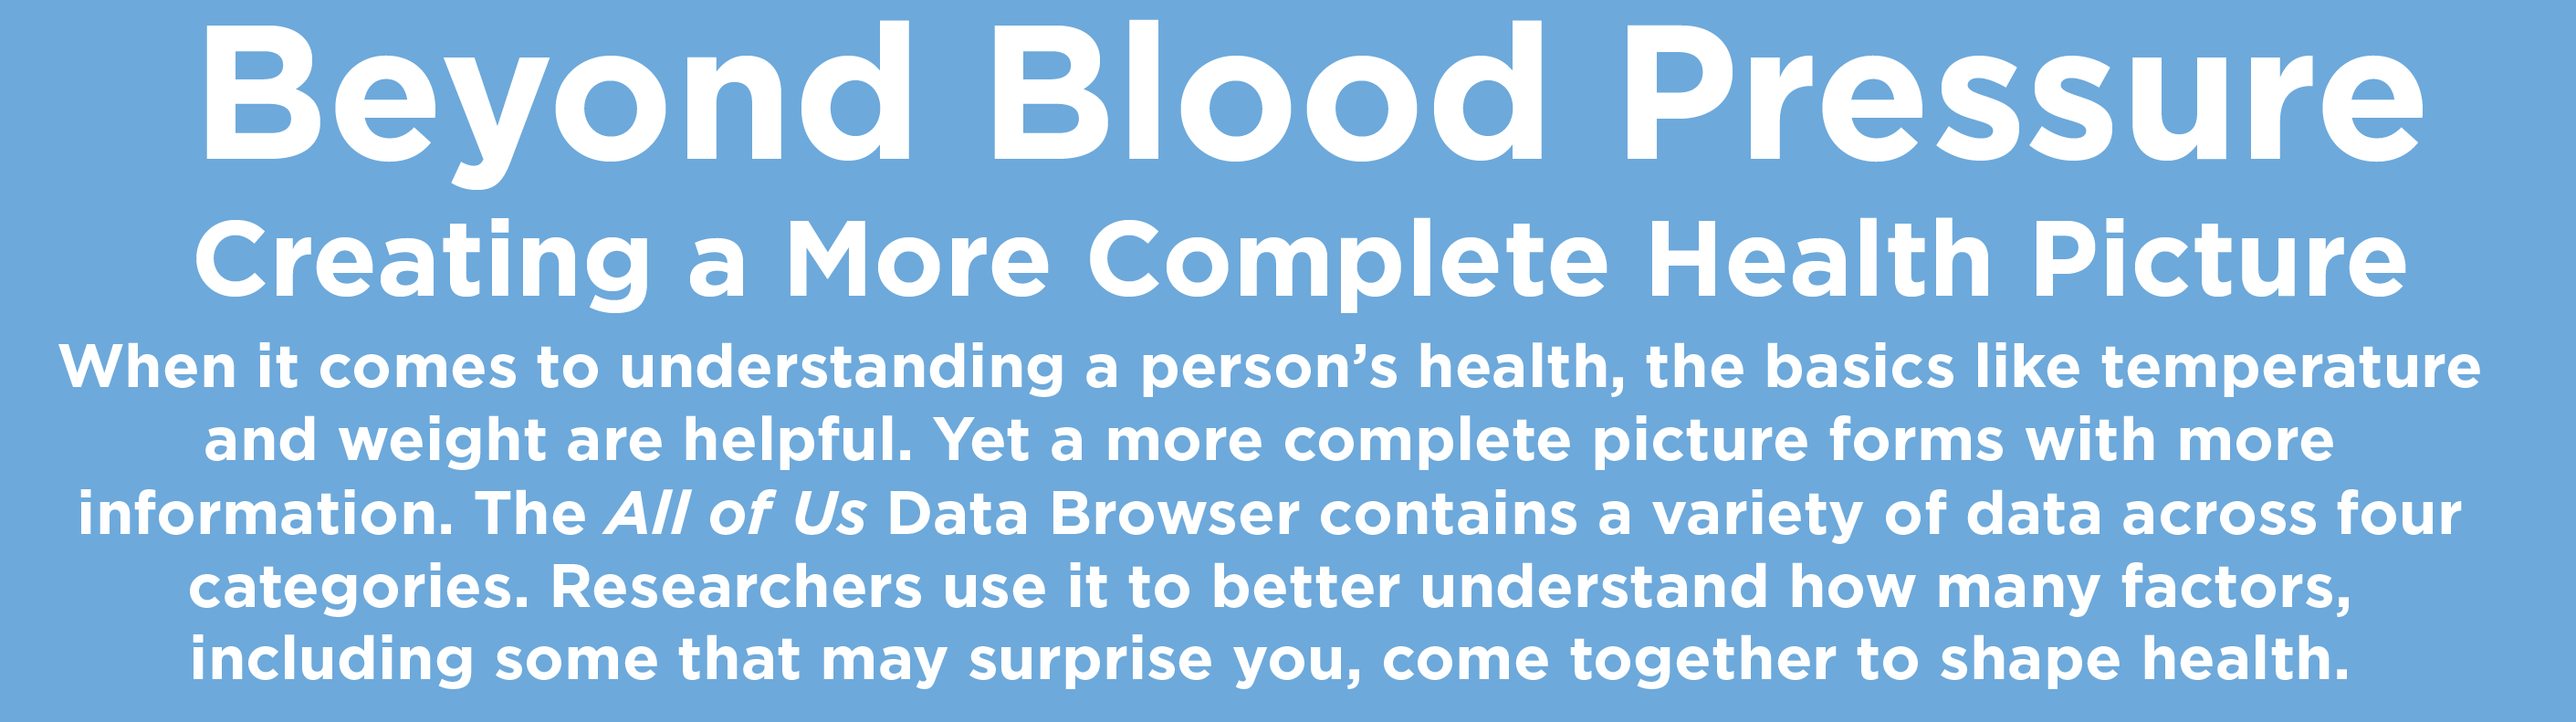 Beyond Blood Pressure
Creating a More Complete Health Picture
When it comes to understanding a person’s health, the basics like temperature
and weight are helpful. Yet a more complete picture forms with more
information. The All of Us Data Browser contains a variety of data across four
categories. Researchers use it to better understand how many factors,
including some that may surprise you, come together to shape health.